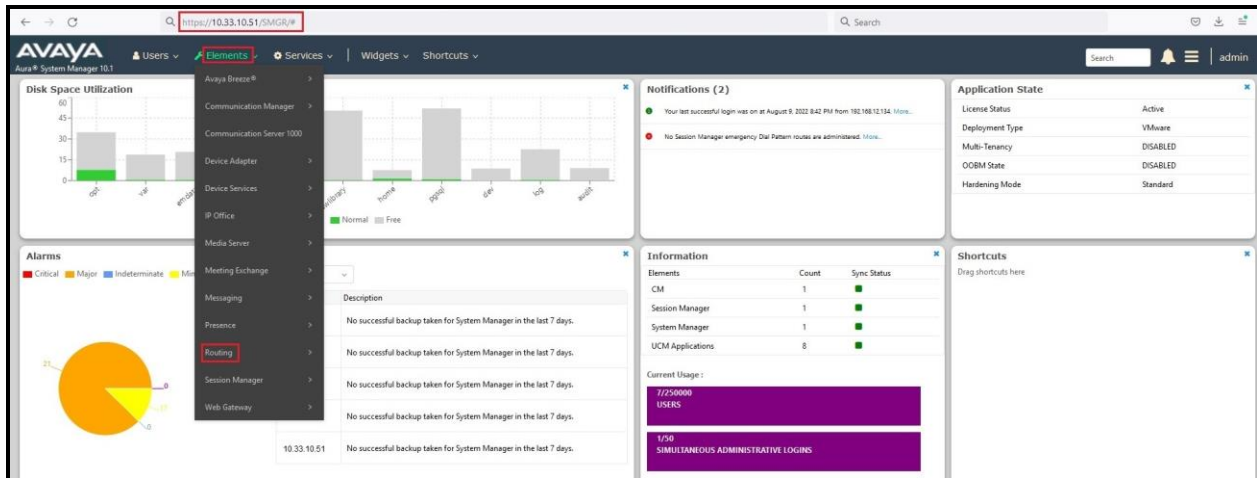 https://10.33.10.51/SMGR/#
Search
AVAYA
Aura® System Manager 10.1
Users
Elements
Services
Widgets
Shortcuts
Search
admin
Disk Space Utilization
60
45
30
15
0
opt
var
home
pgsql
dev
log
audit
Normal
Free
Avaya Breeze®
Communication Manager
Communication Server 1000
Device Adapter
Device Services
IP Office
Media Server
Meeting Exchange
Messaging
Presence
Routing
Session Manager
Web Gateway
Notifications (2)
Your last successful login was on at August 9, 2022 8:42 PM from 192.168.12.134. More...
No Session Manager emergency Dial Pattern routes are administered. More...
Application State
License Status Active
Deployment Type VMware
Multi-Tenancy DISABLED
OOBM State DISABLED
Hardening Mode Standard
Alarms
Critical
Major
Indeterminate
21
0
0
Description
No successful backup taken for System Manager in the last 7 days.
No successful backup taken for System Manager in the last 7 days.
No successful backup taken for System Manager in the last 7 days.
No successful backup taken for System Manager in the last 7 days.
10.33.10.51 No successful backup taken for System Manager in the last 7 days.
Information
Elements Count Sync Status
CM 1
Session Manager 1
System Manager 1
UCM Applications 8
Current Usage :
7/250000
USERS
1/50
SIMULTANEOUS ADMINISTRATIVE LOGINS
Shortcuts
Drag shortcuts here